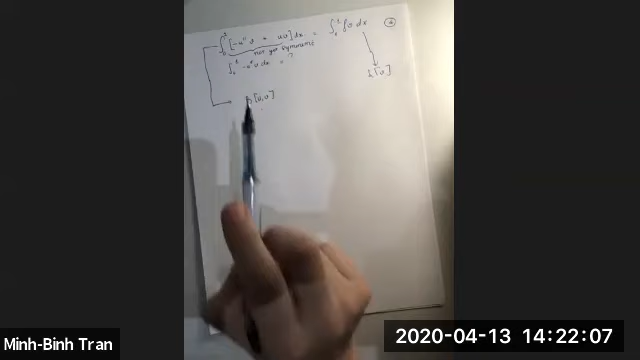 ∫₀¹ [-u'' v + uv] dx = ∫₀¹ fv dx (*)
not yet symmetric
∫₀¹ -u'' v dx = ?
L[v]
[u,v]
Minh-Binh Tran
2020-04-13 14:22:07